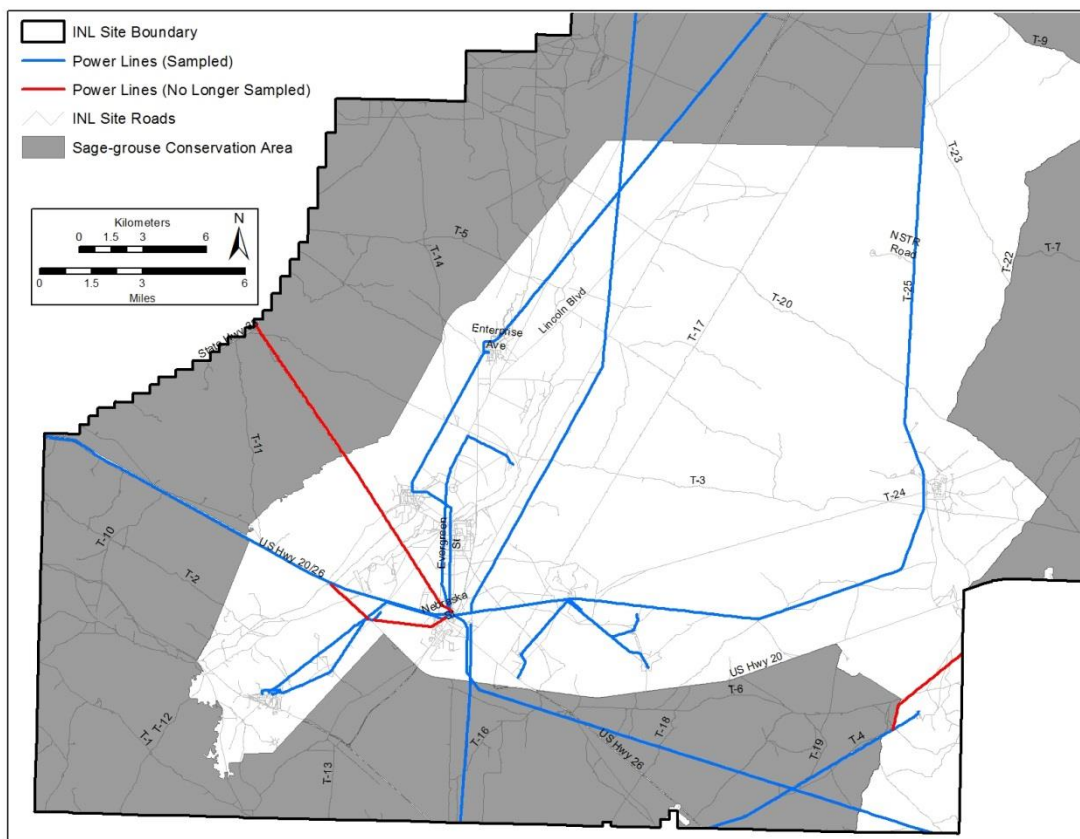 INL Site Boundary
Power Lines (Sampled)
Power Lines (No Longer Sampled)
INL Site Roads
Sage-grouse Conservation Area
Kilometers
0 1.5 3 6
N
0 1.5 3 6
Miles
T-9
T-23
T-5
T-14
NSTR
Road
T-22
T-7
T-25
T-20
Lincoln Blvd
Enterprise
Ave
T-17
T-11
T-3
T-24
T-10
T-2
US Hwy 20/26
Evergreen
St
Nebraska
US Hwy 20
T-6
T-12
T-1
T-13
T-16
T-18
US Hwy 26
T-19
T-4